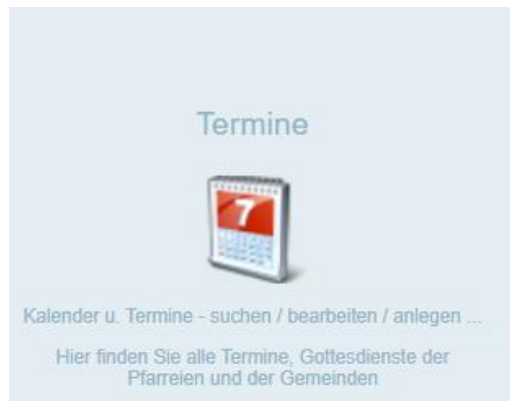 Termine
7
Kalender u. Termine - suchen / bearbeiten / anlegen ...
Hier finden Sie alle Termine, Gottesdienste der
Pfarreien und der Gemeinden